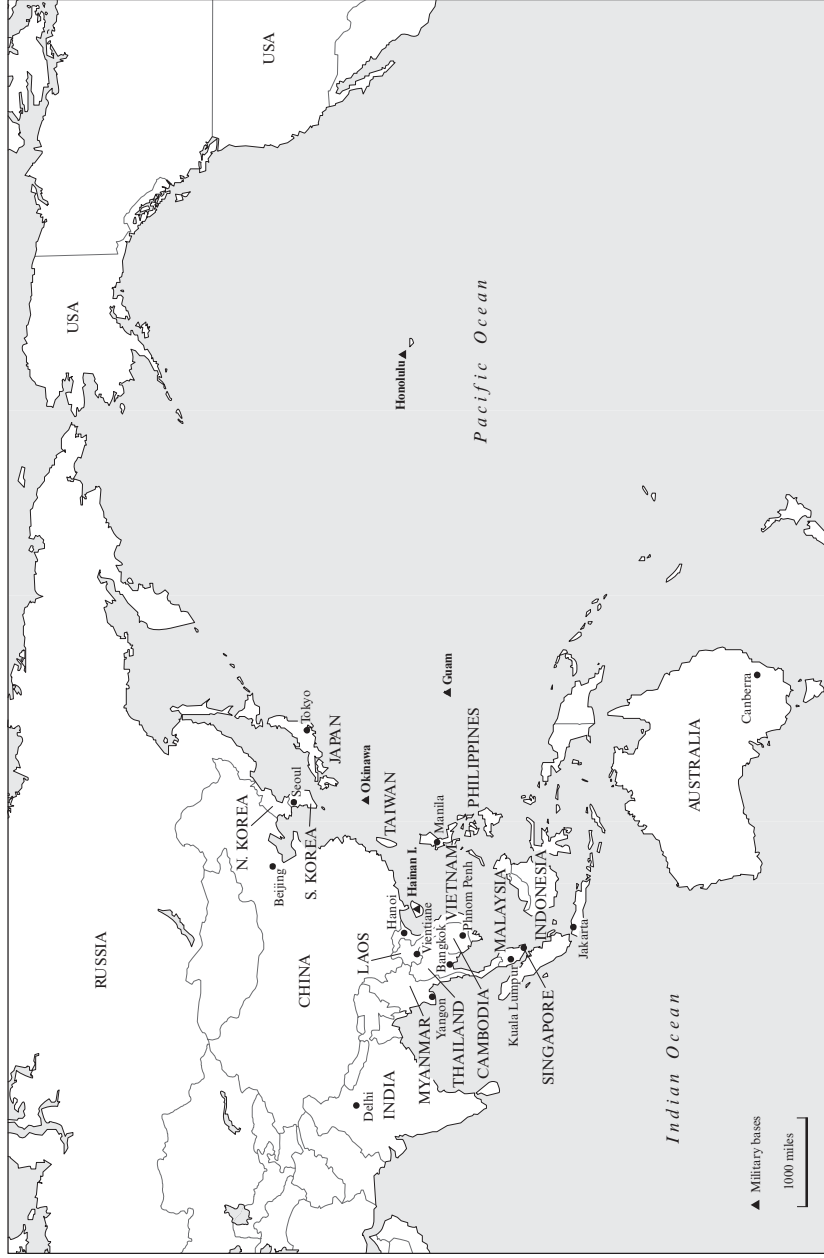 RUSSIA
USA
USA
N. KOREA
Beijing
Seoul
S. KOREA
Tokyo
JAPAN
CHINA
Okinawa
TAIWAN
Honolulu
Pacific Ocean
Delhi
INDIA
LAOS
Hanoi
Hainan I.
Vientiane
MYANMAR
Yangon
THAILAND
Bangkok
CAMBODIA
VIETNAM
Phnom Penh
Manila
PHILIPPINES
Guam
MALAYSIA
Kuala Lumpur
SINGAPORE
INDONESIA
Jakarta
Indian Ocean
AUSTRALIA
Canberra
Military bases
1000 miles